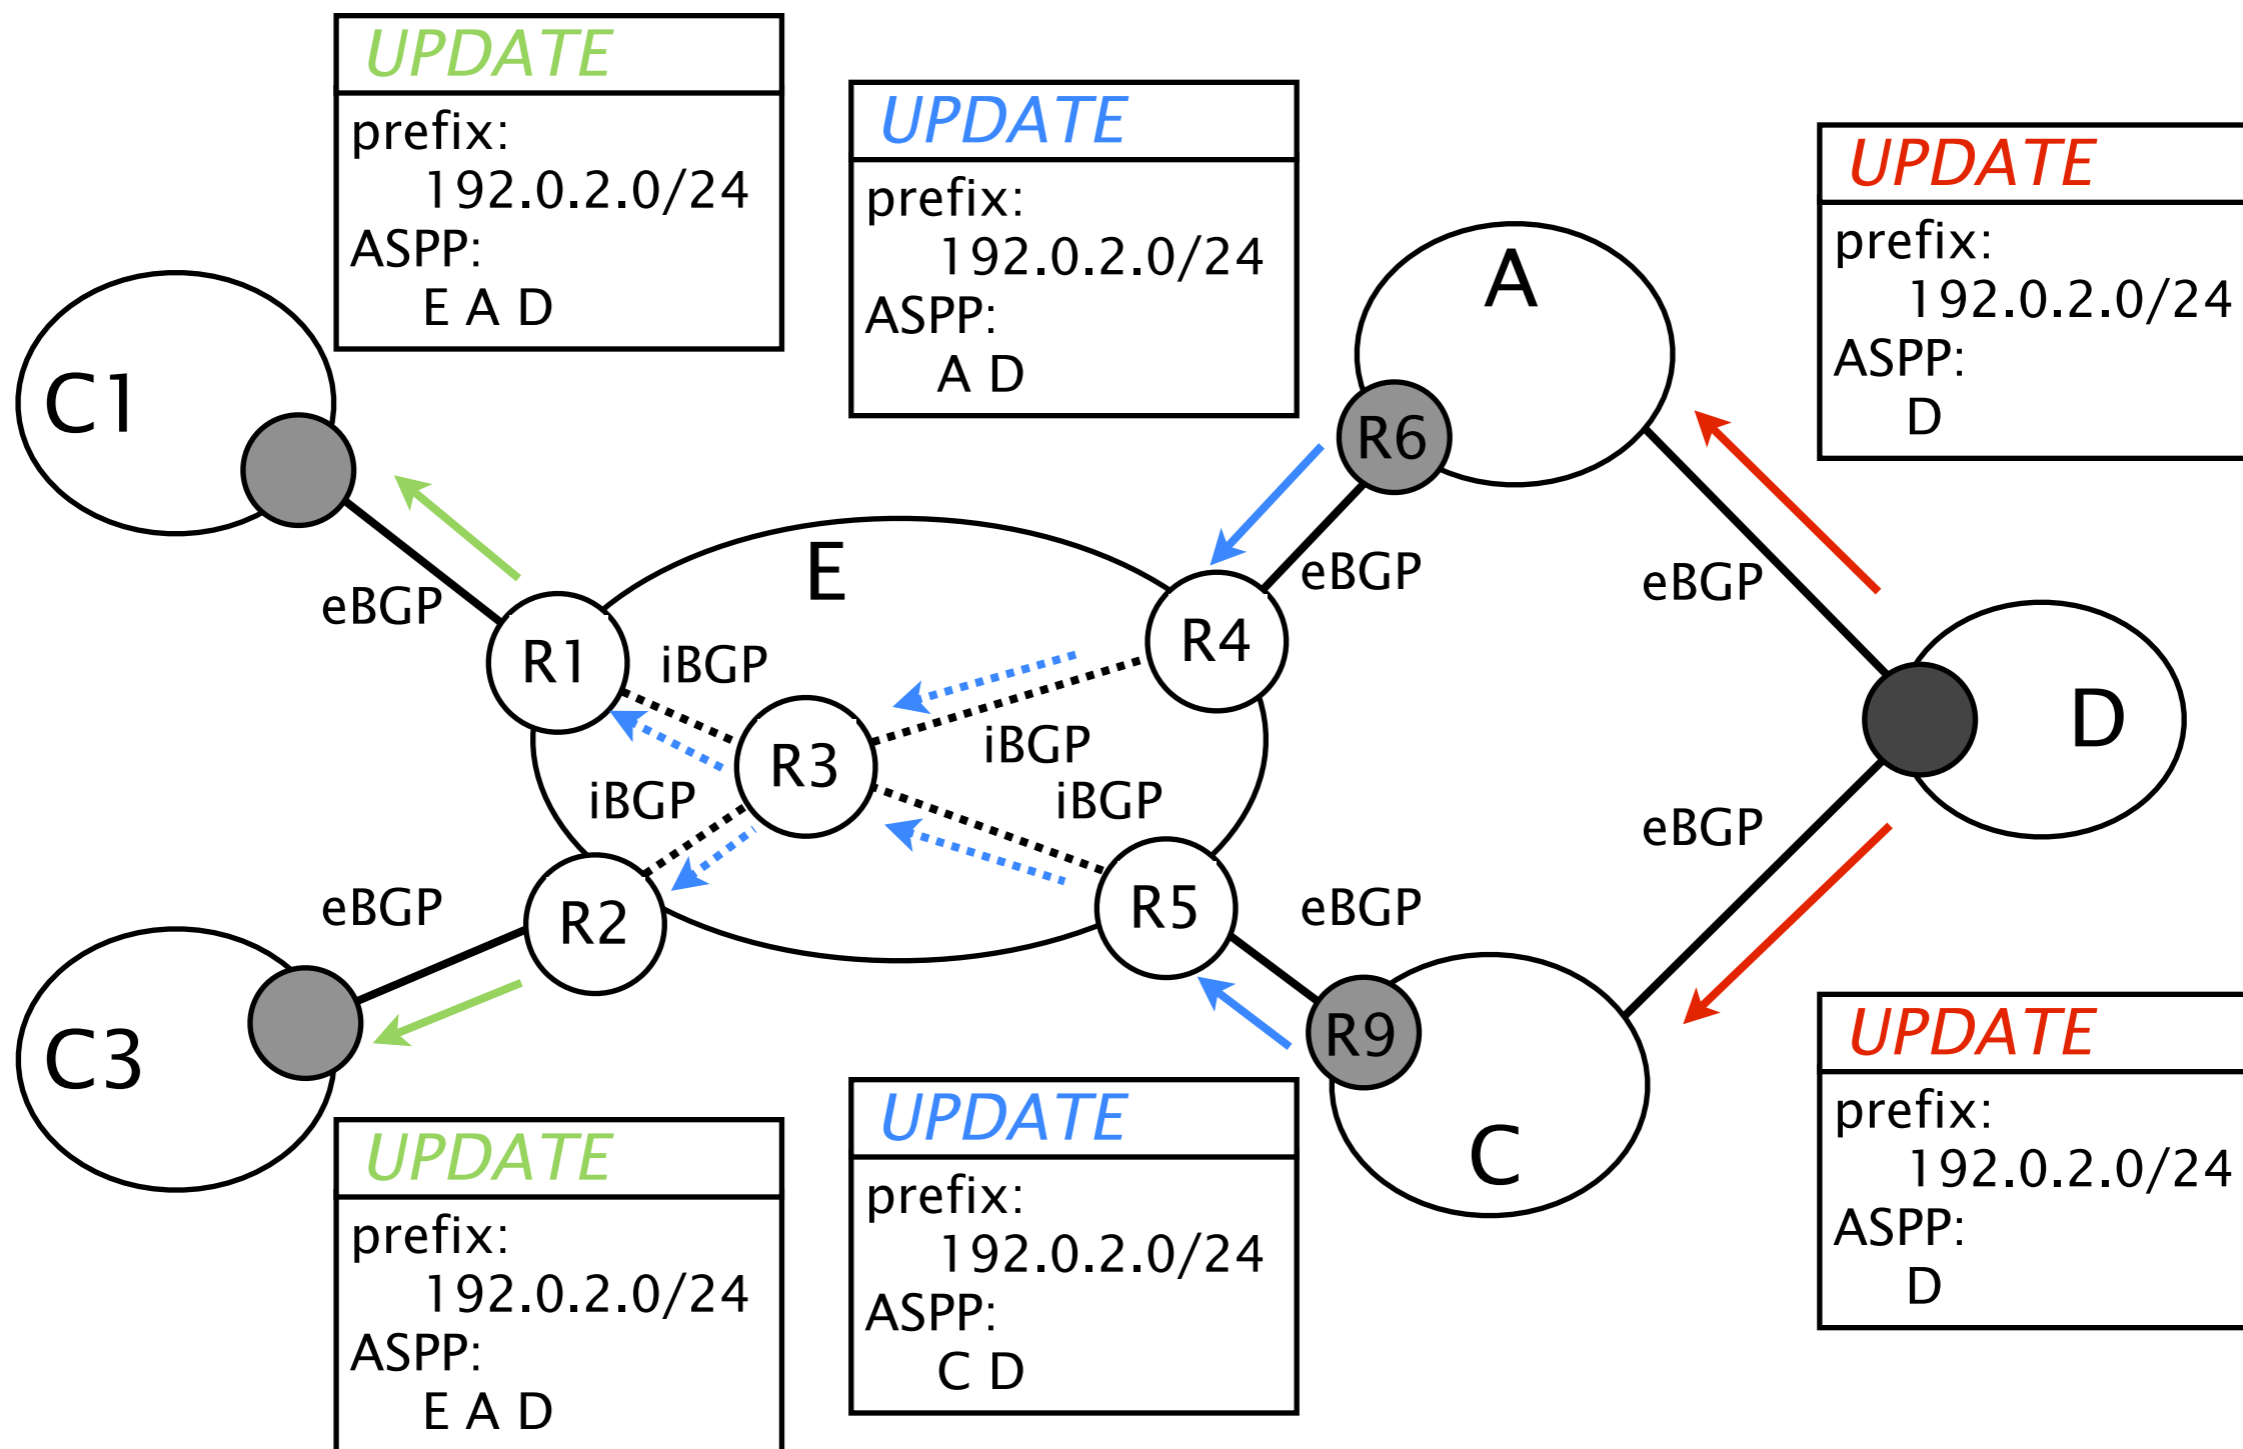 UPDATE
prefix:
192.0.2.0/24
ASPP:
E A D
UPDATE
prefix:
192.0.2.0/24
ASPP:
A D
UPDATE
prefix:
192.0.2.0/24
ASPP:
D
A
C1
R6
E
eBGP
eBGP
eBGP
R1
iBGP
R4
D
iBGP
R3
iBGP
iBGP
eBGP
eBGP
R2
R5
eBGP
C3
R9
C
UPDATE
prefix:
192.0.2.0/24
ASPP:
E A D
UPDATE
prefix:
192.0.2.0/24
ASPP:
C D
UPDATE
prefix:
192.0.2.0/24
ASPP:
D